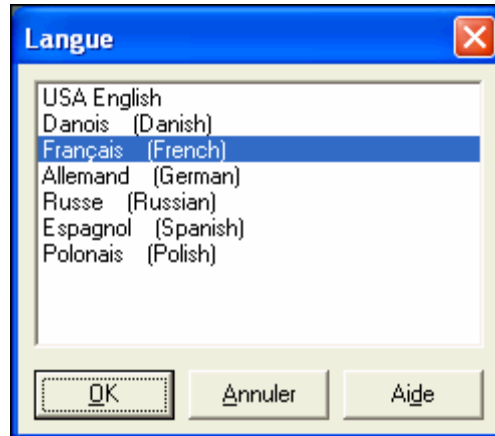 Langue
USA English
Danois (Danish)
Français (French)
Allemand (German)
Russe (Russian)
Espagnol (Spanish)
Polonais (Polish)
OK Annuler Aide